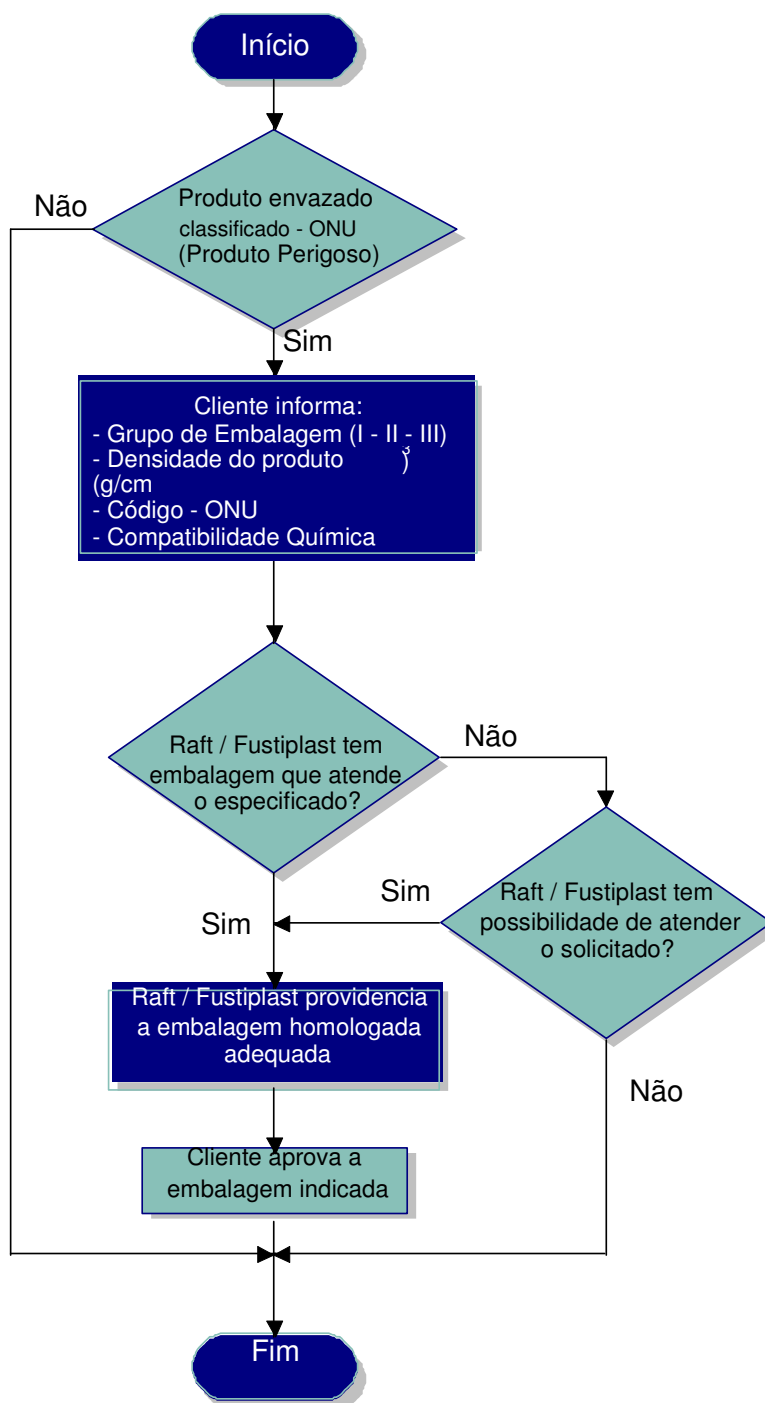 Início
Não
Produto envazado
classificado - ONU
(Produto Perigoso)
Sim
Cliente informa:
- Grupo de Embalagem (I - II - III)
- Densidade do produto 3)
(g/cm
- Código - ONU
- Compatibilidade Química
Raft / Fustiplast tem
embalagem que atende
o especificado?
Não
Raft / Fustiplast tem
possibilidade de atender
o solicitado?
Sim
Sim
Raft / Fustiplast providencia
a embalagem homologada
adequada
Não
Cliente aprova a
embalagem indicada
Fim